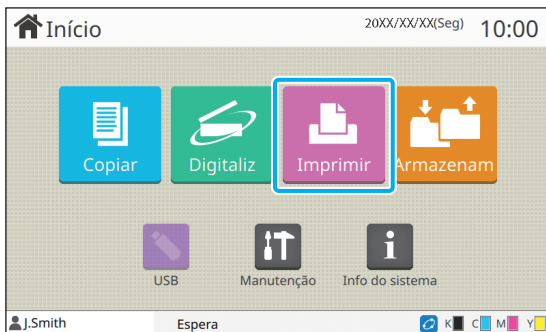 Início 20XX/XX/XX(Seg) 10:00
Copiar Digitaliz Imprimir Armazenam
USB Manutenção Info do sistema
J.Smith Espera K C M Y